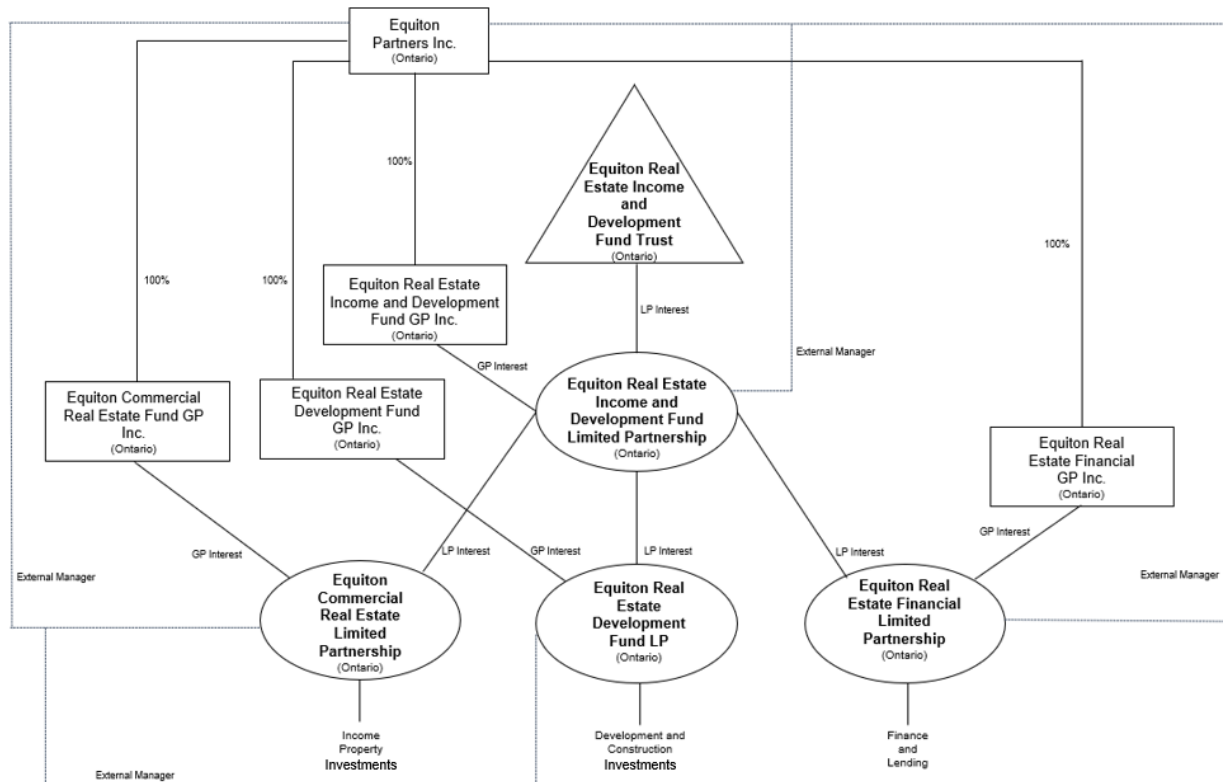 Equiton
Partners Inc.
(Ontario)
100%
Equiton Real
Estate Income
and
Development
Fund Trust
(Ontario)
100%
100%
100%
Equiton Real Estate
Income and Development
Fund GP Inc.
(Ontario)
LP Interest
External Manager
GP Interest
Equiton Commercial
Real Estate Fund GP
Inc.
(Ontario)
Equiton Real Estate
Development Fund
GP Inc.
(Ontario)
Equiton Real Estate
Income and
Development Fund
Limited Partnership
(Ontario)
Equiton Real
Estate Financial
GP Inc.
(Ontario)
GP Interest
LP Interest
GP Interest
LP Interest
LP Interest
GP Interest
External Manager
External Manager
Equiton
Commercial
Real Estate
Limited
Partnership
(Ontario)
Equiton Real
Estate
Development
Fund LP
(Ontario)
Equiton Real
Estate Financial
Limited
Partnership
(Ontario)
Income
Property
Investments
Development and
Construction
Investments
Finance
and
Lending
External Manager